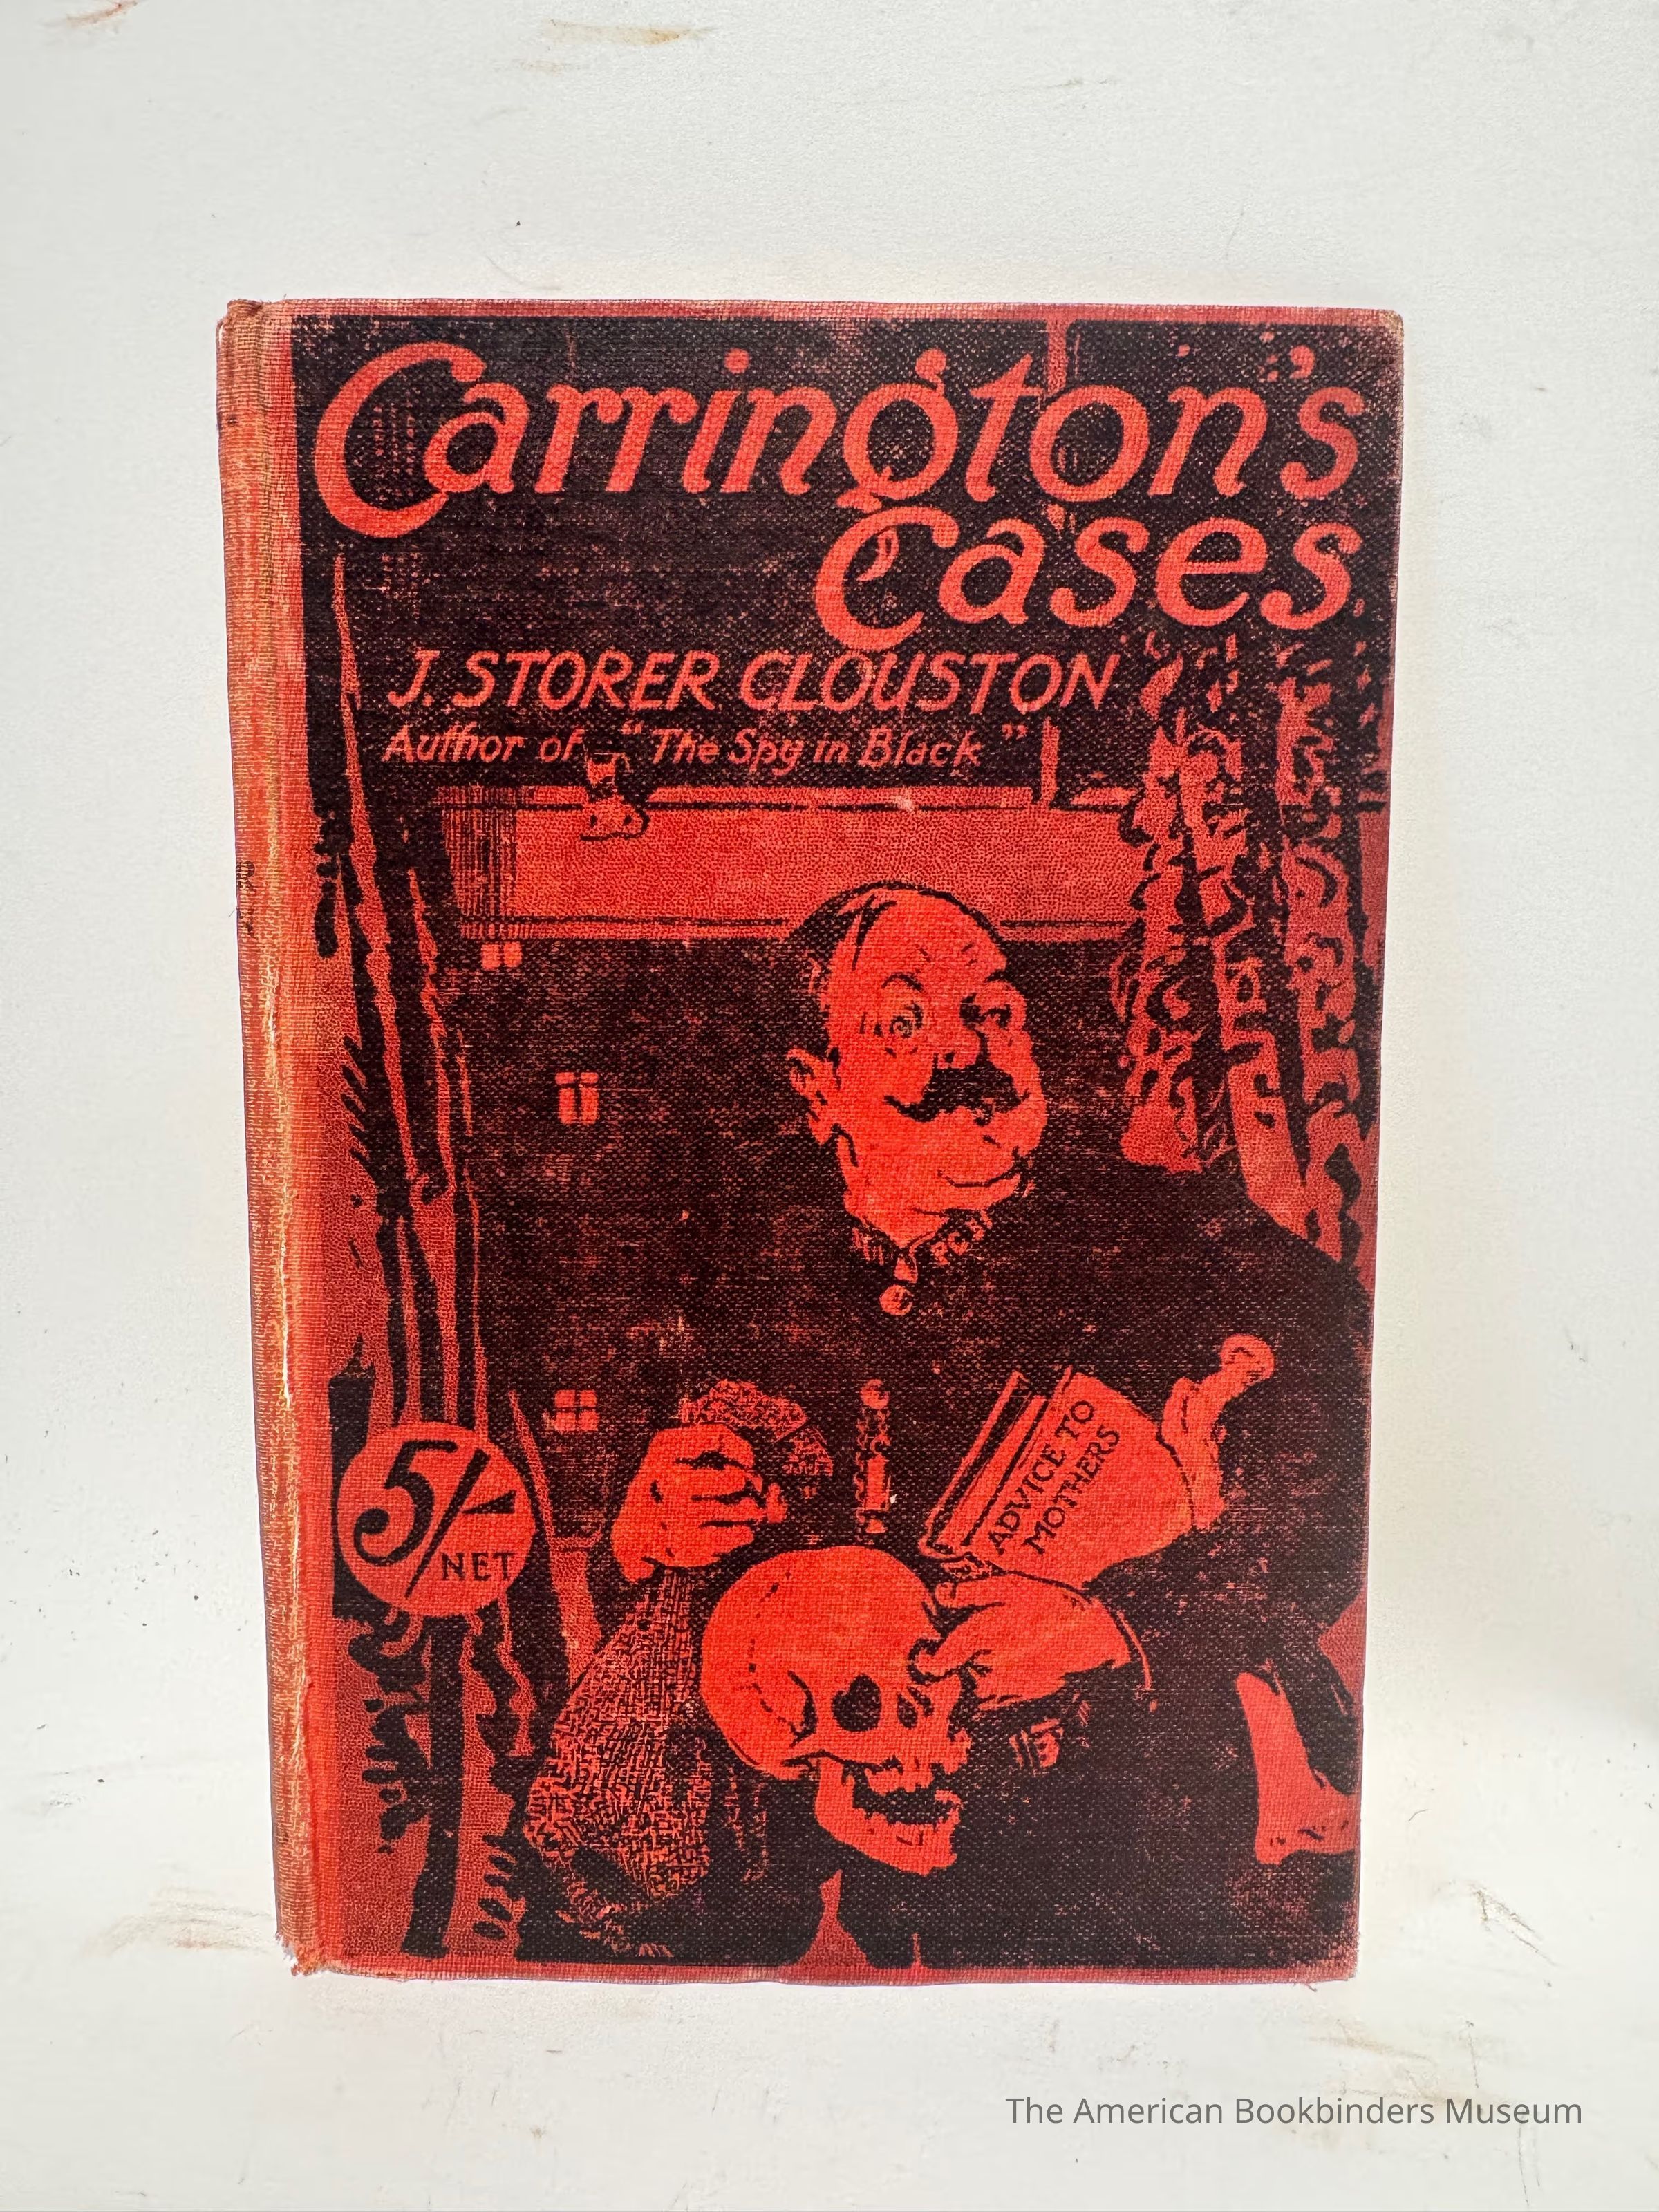 Carrington's
Cases
J. STORER CLOUSTON
Author of "The Spy in Black"
ADVICE TO
MOTHERS
5/-
NET
The American Bookbinders Museum